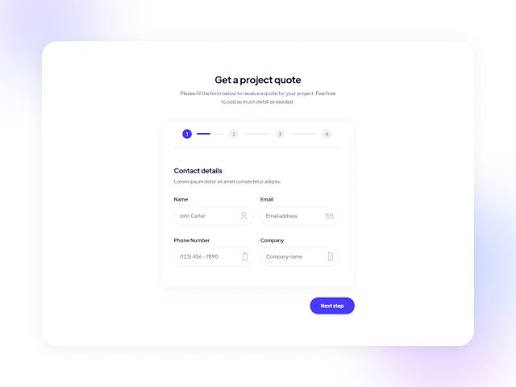 Get a project quote
Please fill the form below to receive a quote for your project. Feel free
to add as much detail as needed.
1 2 3 4
Contact details
Lorem ipsum dolor sit amet consectetur adipisc
Name Email
John Carter Email address
Phone Number Company
(123) 456 - 7890 Company name
Next step